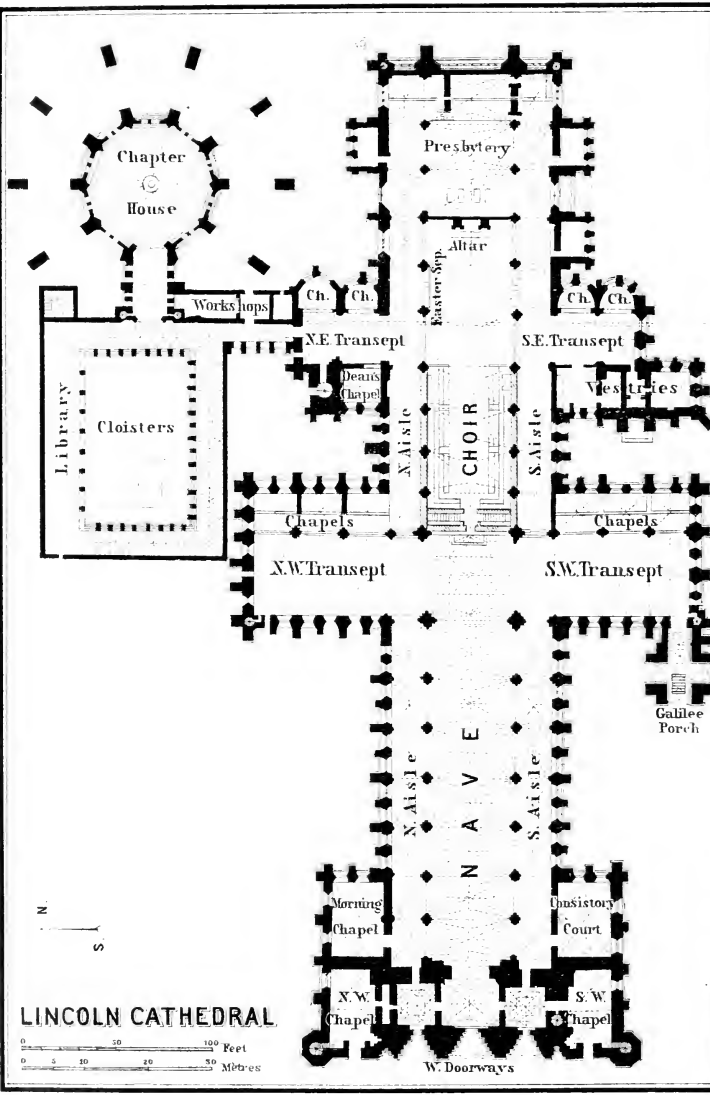 Chapter
House
Presbytery
Altar
Easter Sep.
Workshops
Ch.
Ch.
Ch.
Ch.
N.E. Transept
S.E. Transept
Dean's
Chapel
Vestries
Library
Cloisters
N. Aisle
CHOIR
S. Aisle
Chapels
Chapels
N.W. Transept
S.W. Transept
Galilee
Porch
N. Aisle
NAVE
S. Aisle
Morning
Chapel
Consistory
Court
N
S
N.W.
Chapel
S.W.
Chapel
W. Doorways
LINCOLN CATHEDRAL
0 50 100 Feet
0 5 10 20 30 Mètres